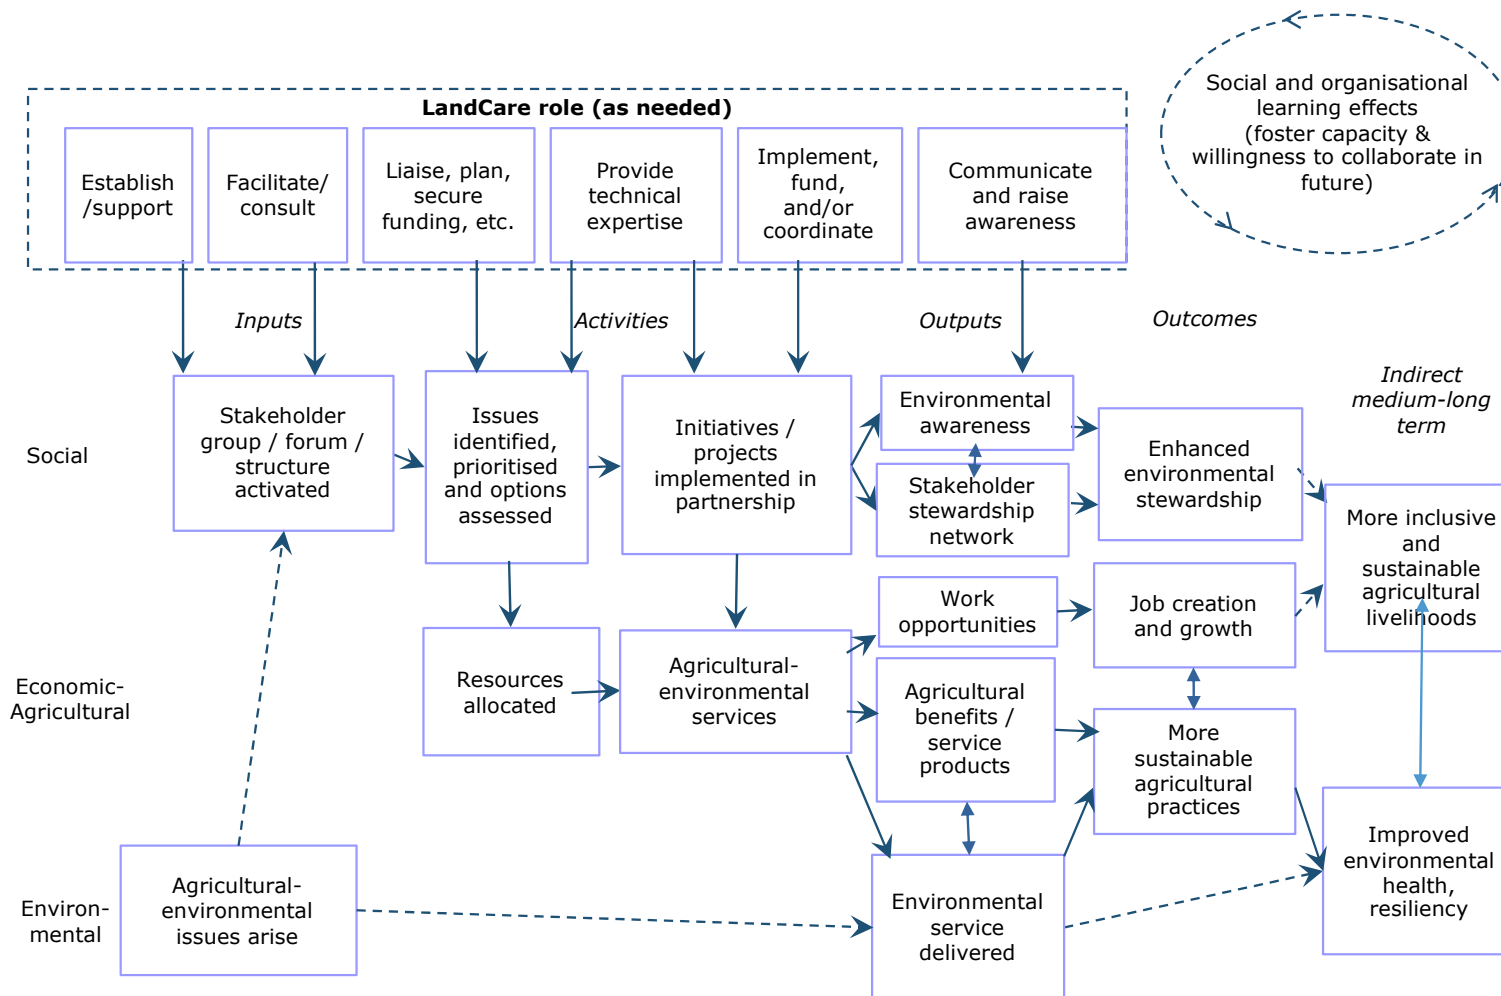 Social and organisational
learning effects
(foster capacity &
willingness to collaborate in
future)
LandCare role (as needed)
Establish
/support
Facilitate/
consult
Liaise, plan,
secure
funding, etc.
Provide
technical
expertise
Implement,
fund,
and/or
coordinate
Communicate
and raise
awareness
Inputs
Activities
Outputs
Outcomes
Indirect
medium-long
term
Social
Stakeholder
group / forum /
structure
activated
Issues
identified,
prioritised
and options
assessed
Initiatives /
projects
implemented in
partnership
Environmental
awareness
Stakeholder
stewardship
network
Enhanced
environmental
stewardship
More inclusive
and
sustainable
agricultural
livelihoods
Economic-
Agricultural
Resources
allocated
Agricultural-
environmental
services
Work
opportunities
Agricultural
benefits /
service
products
Job creation
and growth
More
sustainable
agricultural
practices
Environ-
mental
Agricultural-
environmental
issues arise
Environmental
service
delivered
Improved
environmental
health,
resiliency